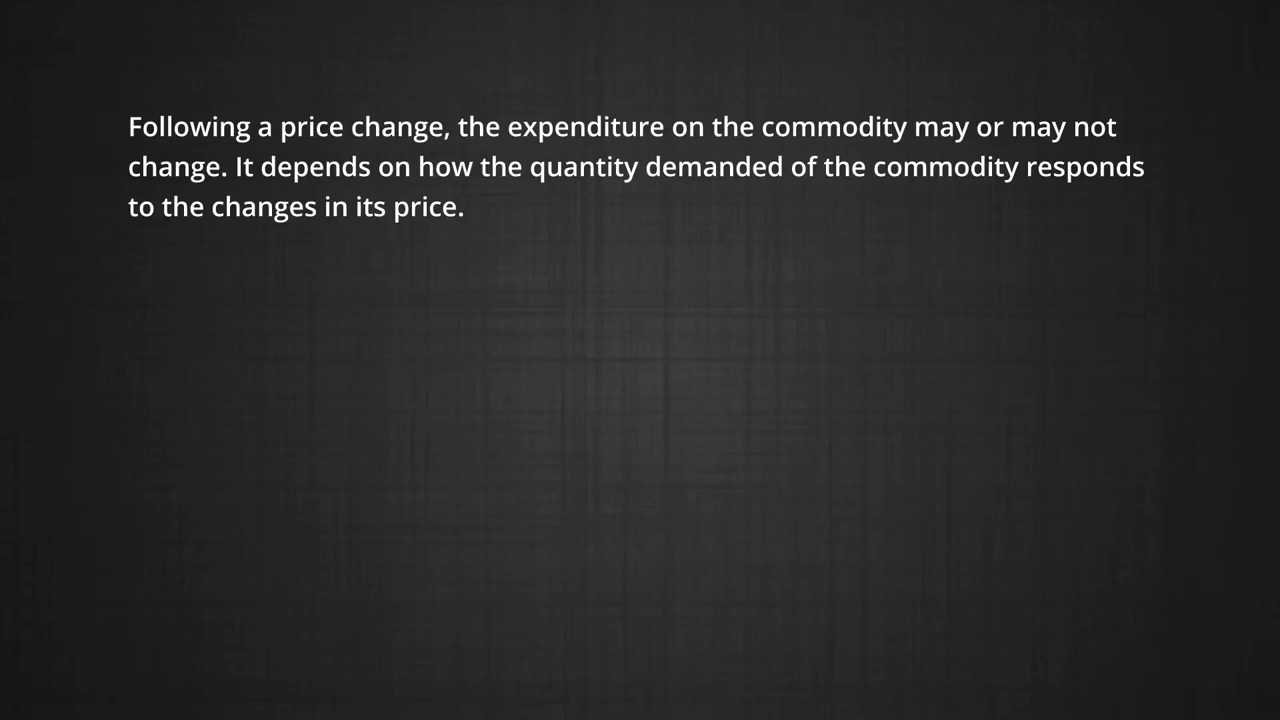 Following a price change, the expenditure on the commodity may or may not
change. It depends on how the quantity demanded of the commodity responds
to the changes in its price.